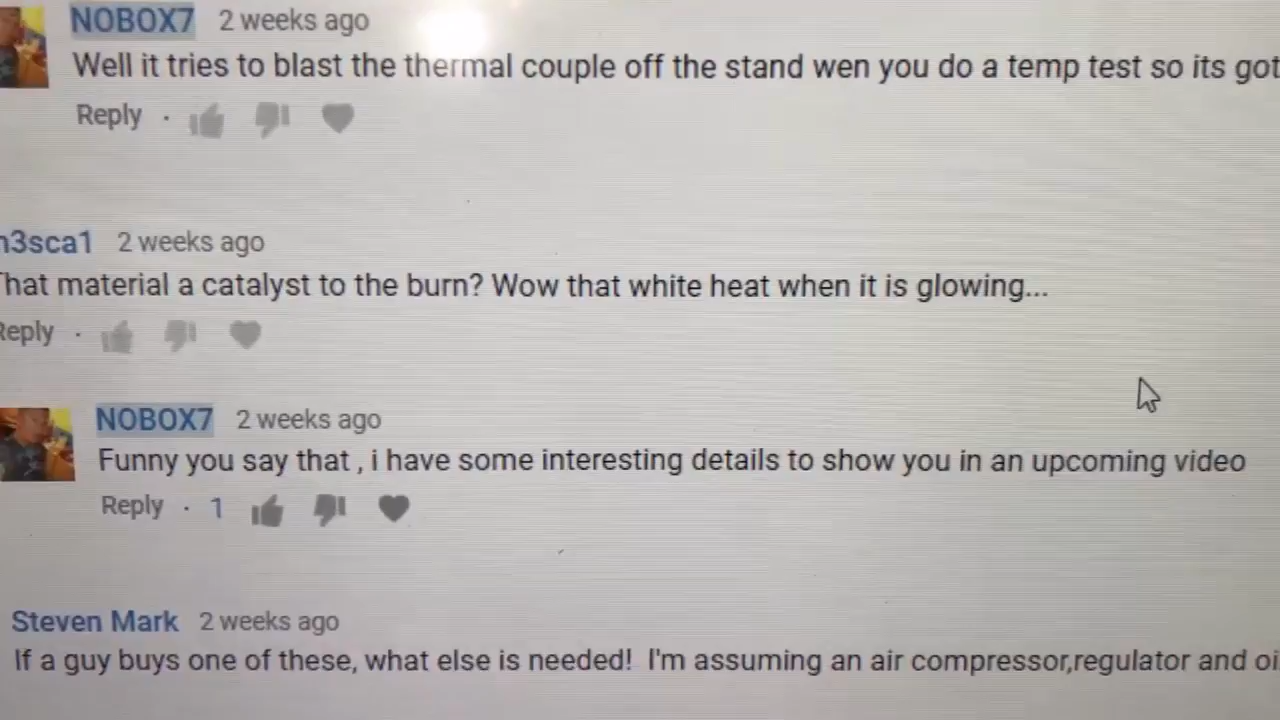 NOBOX7 2 weeks ago
Well it tries to blast the thermal couple off the stand wen you do a temp test so its got
Reply ·
n3sca1 2 weeks ago
That material a catalyst to the burn? Wow that white heat when it is glowing...
Reply ·
NOBOX7 2 weeks ago
Funny you say that , i have some interesting details to show you in an upcoming video
Reply · 1
Steven Mark 2 weeks ago
If a guy buys one of these, what else is needed! I'm assuming an air compressor,regulator and oi